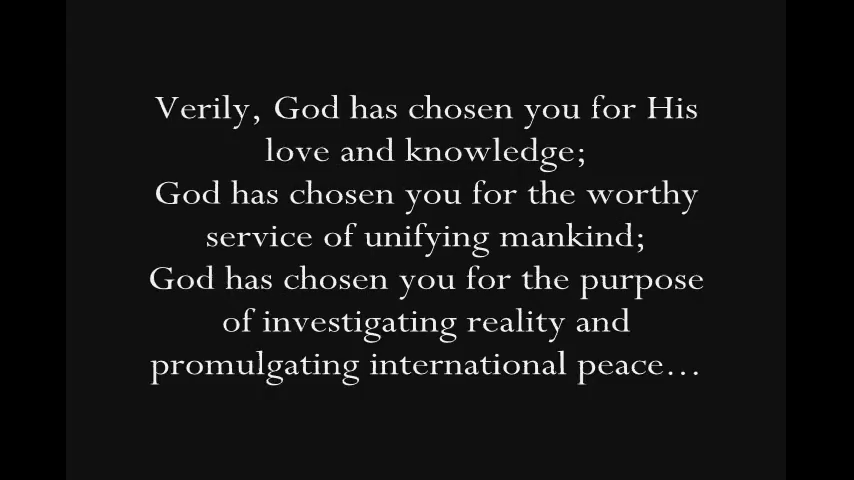 Verily, God has chosen you for His
love and knowledge;
God has chosen you for the worthy
service of unifying mankind;
God has chosen you for the purpose
of investigating reality and
promulgating international peace…